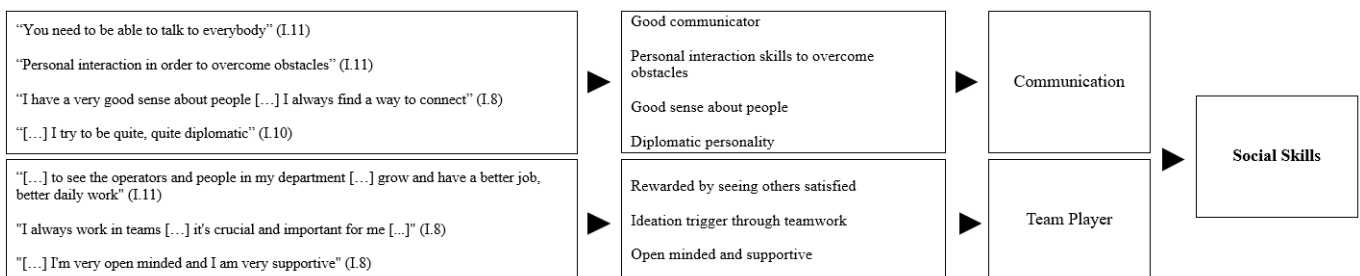 “You need to be able to talk to everybody” (I.11)
“Personal interaction in order to overcome obstacles” (I.11)
“I have a very good sense about people […] I always find a way to connect” (I.8)
“[…] I try to be quite, quite diplomatic” (I.10)
Good communicator
Personal interaction skills to overcome
obstacles
Good sense about people
Diplomatic personality
Communication
“[…] to see the operators and people in my department […] grow and have a better job,
better daily work" (I.11)
"I always work in teams […] it's crucial and important for me [...]" (I.8)
"[…] I'm very open minded and I am very supportive" (I.8)
Rewarded by seeing others satisfied
Ideation trigger through teamwork
Open minded and supportive
Team Player
Social Skills